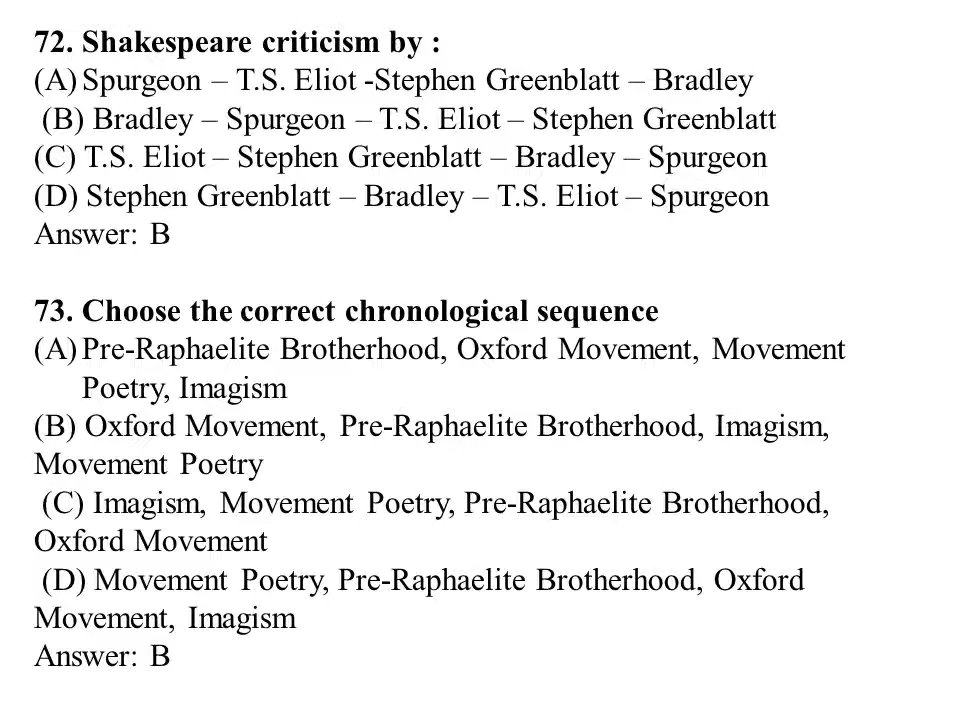 72. Shakespeare criticism by :
(A) Spurgeon – T.S. Eliot -Stephen Greenblatt – Bradley
(B) Bradley – Spurgeon – T.S. Eliot – Stephen Greenblatt
(C) T.S. Eliot – Stephen Greenblatt – Bradley – Spurgeon
(D) Stephen Greenblatt – Bradley – T.S. Eliot – Spurgeon
Answer: B
73. Choose the correct chronological sequence
(A) Pre-Raphaelite Brotherhood, Oxford Movement, Movement
Poetry, Imagism
(B) Oxford Movement, Pre-Raphaelite Brotherhood, Imagism,
Movement Poetry
(C) Imagism, Movement Poetry, Pre-Raphaelite Brotherhood,
Oxford Movement
(D) Movement Poetry, Pre-Raphaelite Brotherhood, Oxford
Movement, Imagism
Answer: B